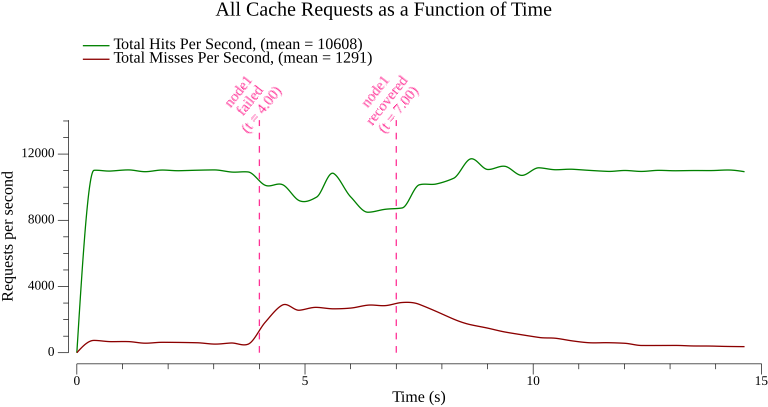 All Cache Requests as a Function of Time
Total Hits Per Second, (mean = 10608)
Total Misses Per Second, (mean = 1291)
node1
failed
(t = 4.00)
node1
recovered
(t = 7.00)
Requests per second
12000
8000
4000
0
0
5
10
15
Time (s)